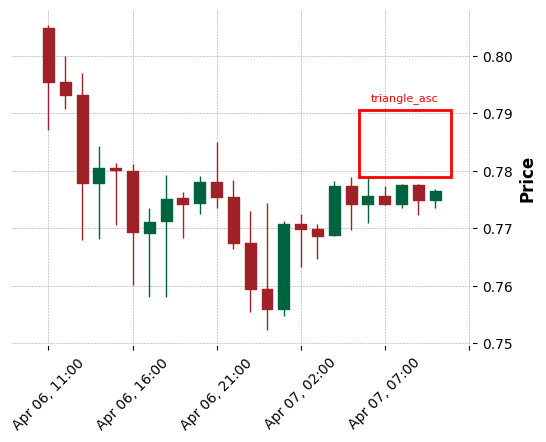 triangle_asc
0.80
0.79
0.78
0.77
0.76
0.75
Price
Apr 06, 11:00
Apr 06, 16:00
Apr 06, 21:00
Apr 07, 02:00
Apr 07, 07:00